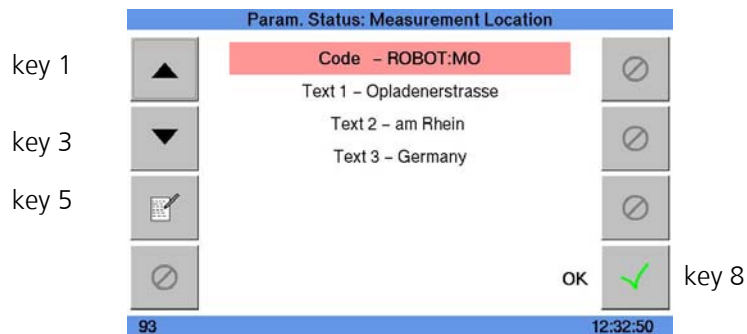 Param. Status: Measurement Location
key 1
Code – ROBOT:MO
Text 1 – Opladenerstrasse
key 3
Text 2 – am Rhein
Text 3 – Germany
key 5
OK
key 8
93
12:32:50